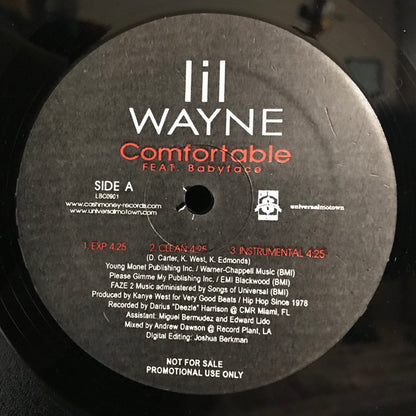 lil
WAYNE
Comfortable
FEAT. Babyface
SIDE A
LBC0901
www.cashmoney-records.com
www.universalmotown.com
universalmotown
1. EXP 4:25 2. CLEAN 4:25 3. INSTRUMENTAL 4:25
(D. Carter, K. West, K. Edmonds)
Young Monet Publishing Inc. / Warner-Chappell Music (BMI)
Please Gimme My Publishing Inc. / EMI Blackwood (BMI)
FAZE 2 Music administered by Songs of Universal (BMI)
Produced by Kanye West for Very Good Beats / Hip Hop Since 1978
Recorded by Darius "Deezle" Harrison @ CMR Miami, FL
Assistant: Miguel Bermudez and Edward Lido
Mixed by Andrew Dawson @ Record Plant, LA
Digital Editing: Joshua Berkman
NOT FOR SALE
PROMOTIONAL USE ONLY